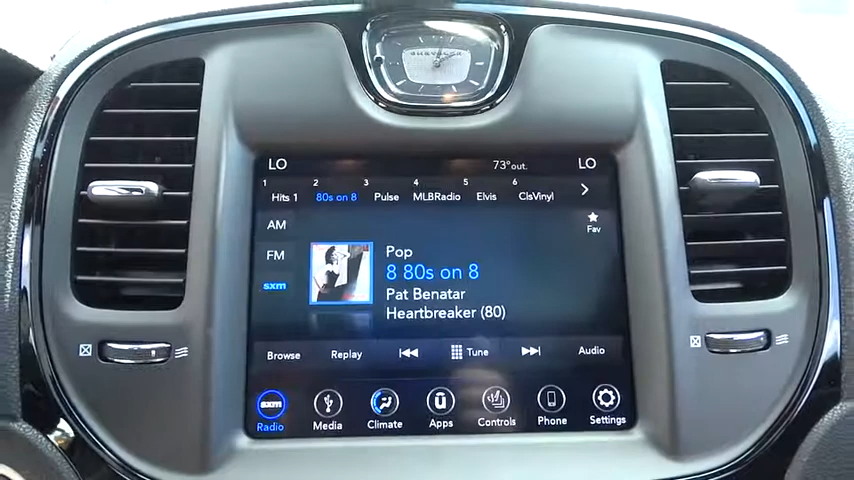 LO 73°out. LO
1 2 3 4 5 6
Hits 1 80s on 8 Pulse MLBRadio Elvis ClsVinyl
AM
Fav
FM
Pop
8 80s on 8
sxm
Pat Benatar
Heartbreaker (80)
Browse Replay Tune Audio
sxm
Radio Media Climate Apps Controls Phone Settings